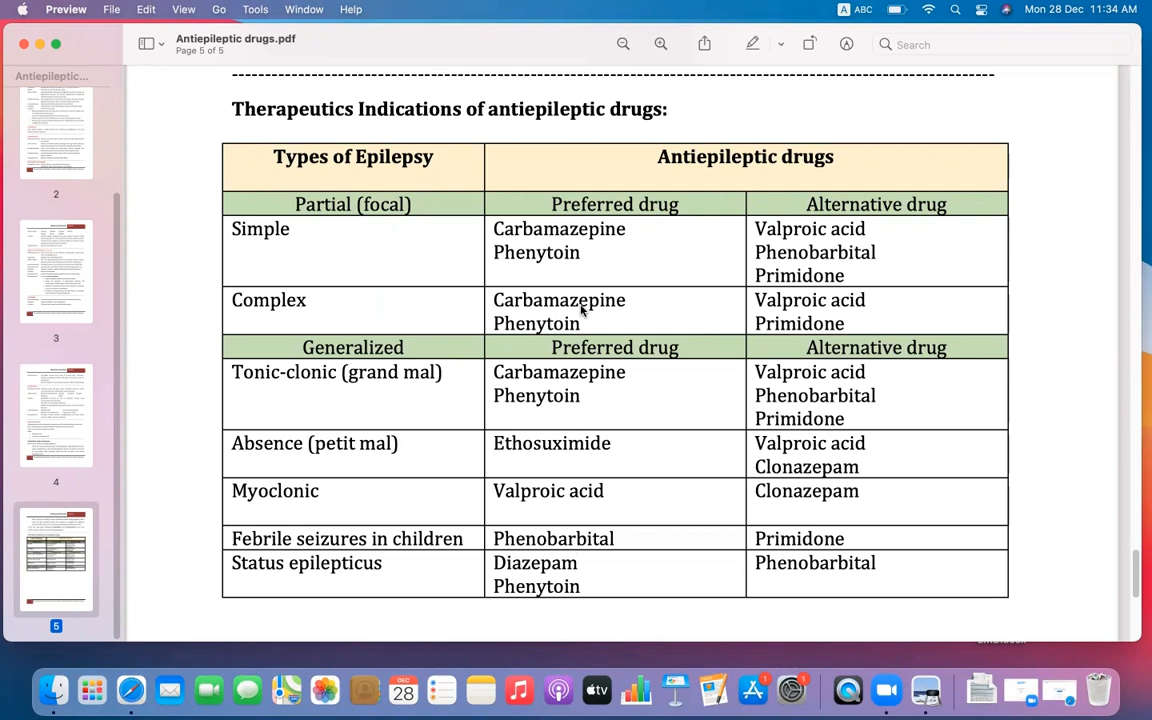 Preview File Edit View Go Tools Window Help A ABC Mon 28 Dec 11:34 AM
Antiepileptic drugs.pdf
Page 5 of 5
Search
Antiepileptic...
2
3
4
5
Therapeutics Indications of antiepileptic drugs:
Types of Epilepsy Antiepileptic drugs
Partial (focal) Preferred drug Alternative drug
Simple Carbamazepine Valproic acid
Phenytoin Phenobarbital
Primidone
Complex Carbamazepine Valproic acid
Phenytoin Primidone
Generalized Preferred drug Alternative drug
Tonic-clonic (grand mal) Carbamazepine Valproic acid
Phenytoin Phenobarbital
Primidone
Absence (petit mal) Ethosuximide Valproic acid
Clonazepam
Myoclonic Valproic acid Clonazepam
Febrile seizures in children Phenobarbital Primidone
Status epilepticus Diazepam Phenobarbital
Phenytoin
DEC
28
tv
1
1